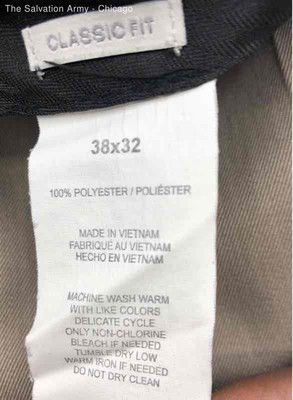 The Salvation Army - Chicago
CLASSIC FIT
38x32
100% POLYESTER / POLIÉSTER
MADE IN VIETNAM
FABRIQUÉ AU VIETNAM
HECHO EN VIETNAM
MACHINE WASH WARM
WITH LIKE COLORS
DELICATE CYCLE
ONLY NON-CHLORINE
BLEACH IF NEEDED
TUMBLE DRY LOW
WARM IRON IF NEEDED
DO NOT DRY CLEAN